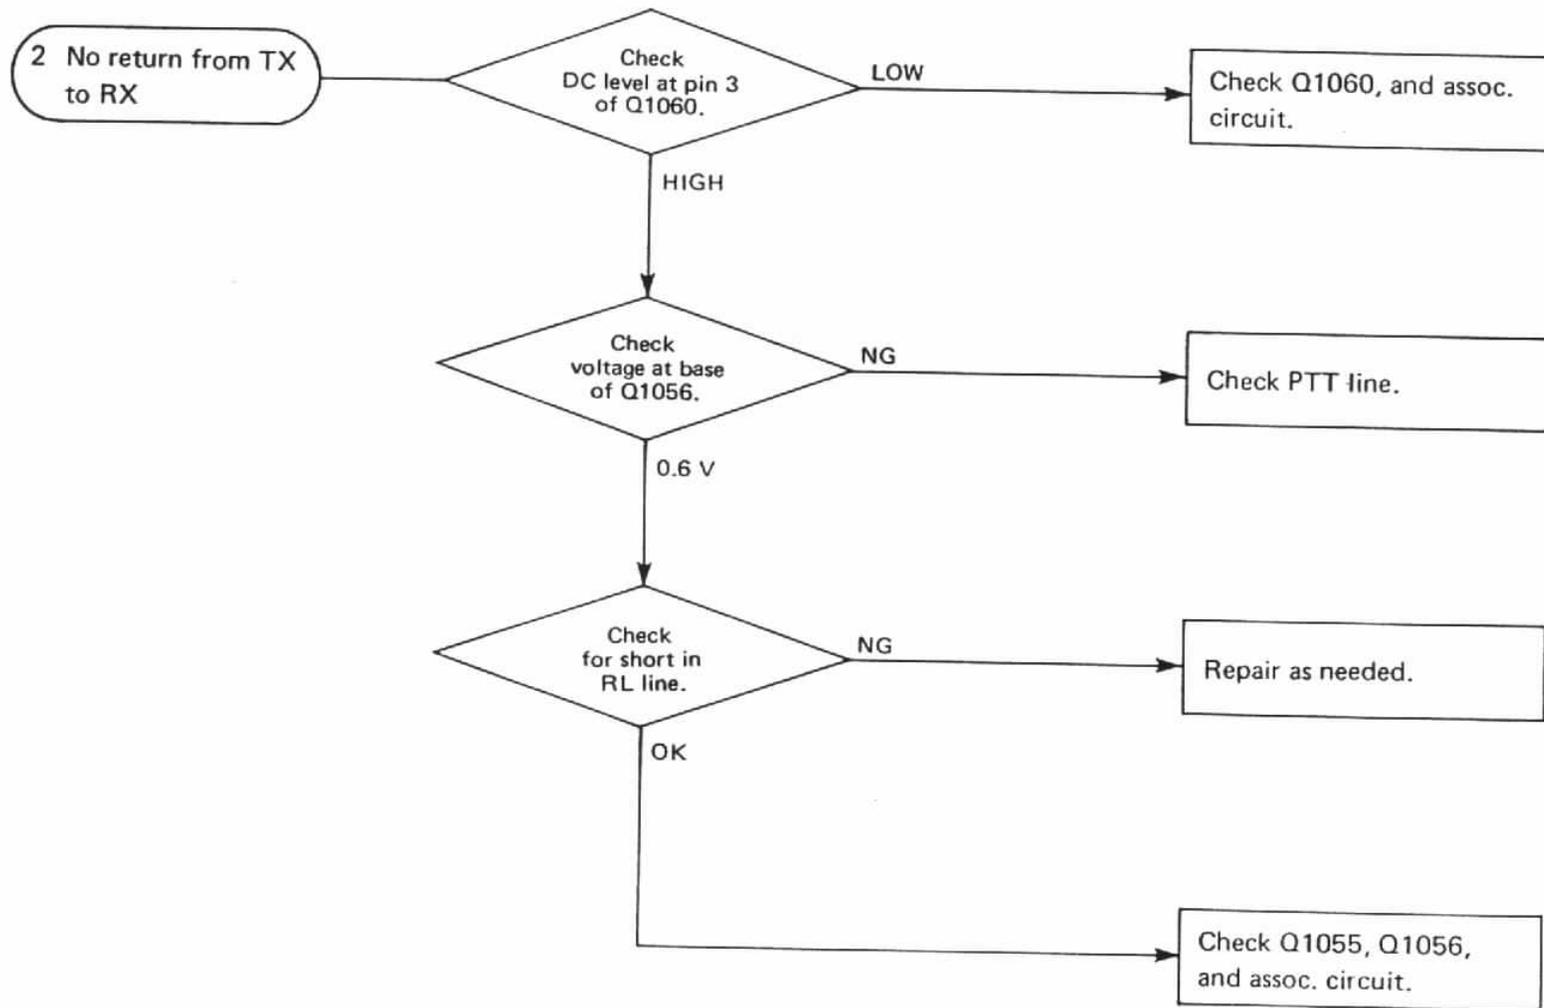 2 No return from TX
to RX
Check
DC level at pin 3
of Q1060.
LOW
Check Q1060, and assoc.
circuit.
HIGH
Check
voltage at base
of Q1056.
NG
Check PTT line.
0.6 V
Check
for short in
RL line.
NG
Repair as needed.
OK
Check Q1055, Q1056,
and assoc. circuit.